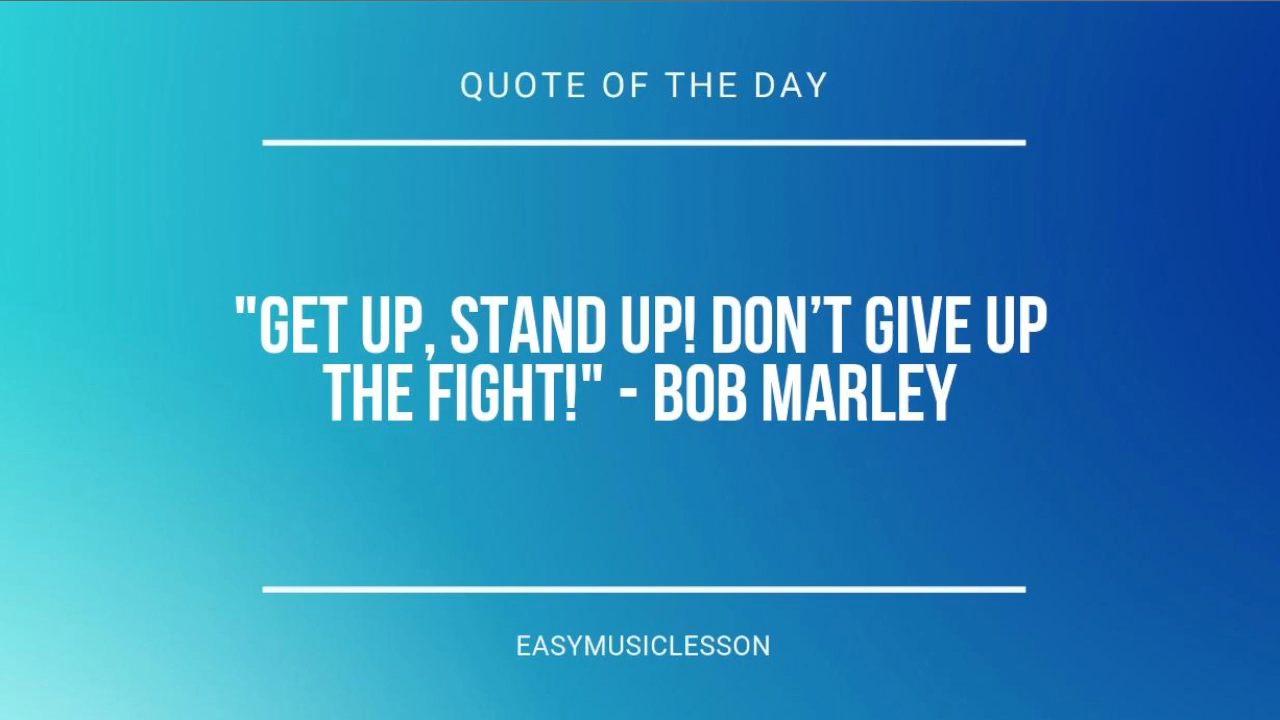 QUOTE OF THE DAY
"GET UP, STAND UP! DON’T GIVE UP
THE FIGHT!" - BOB MARLEY
EASYMUSICLESSON